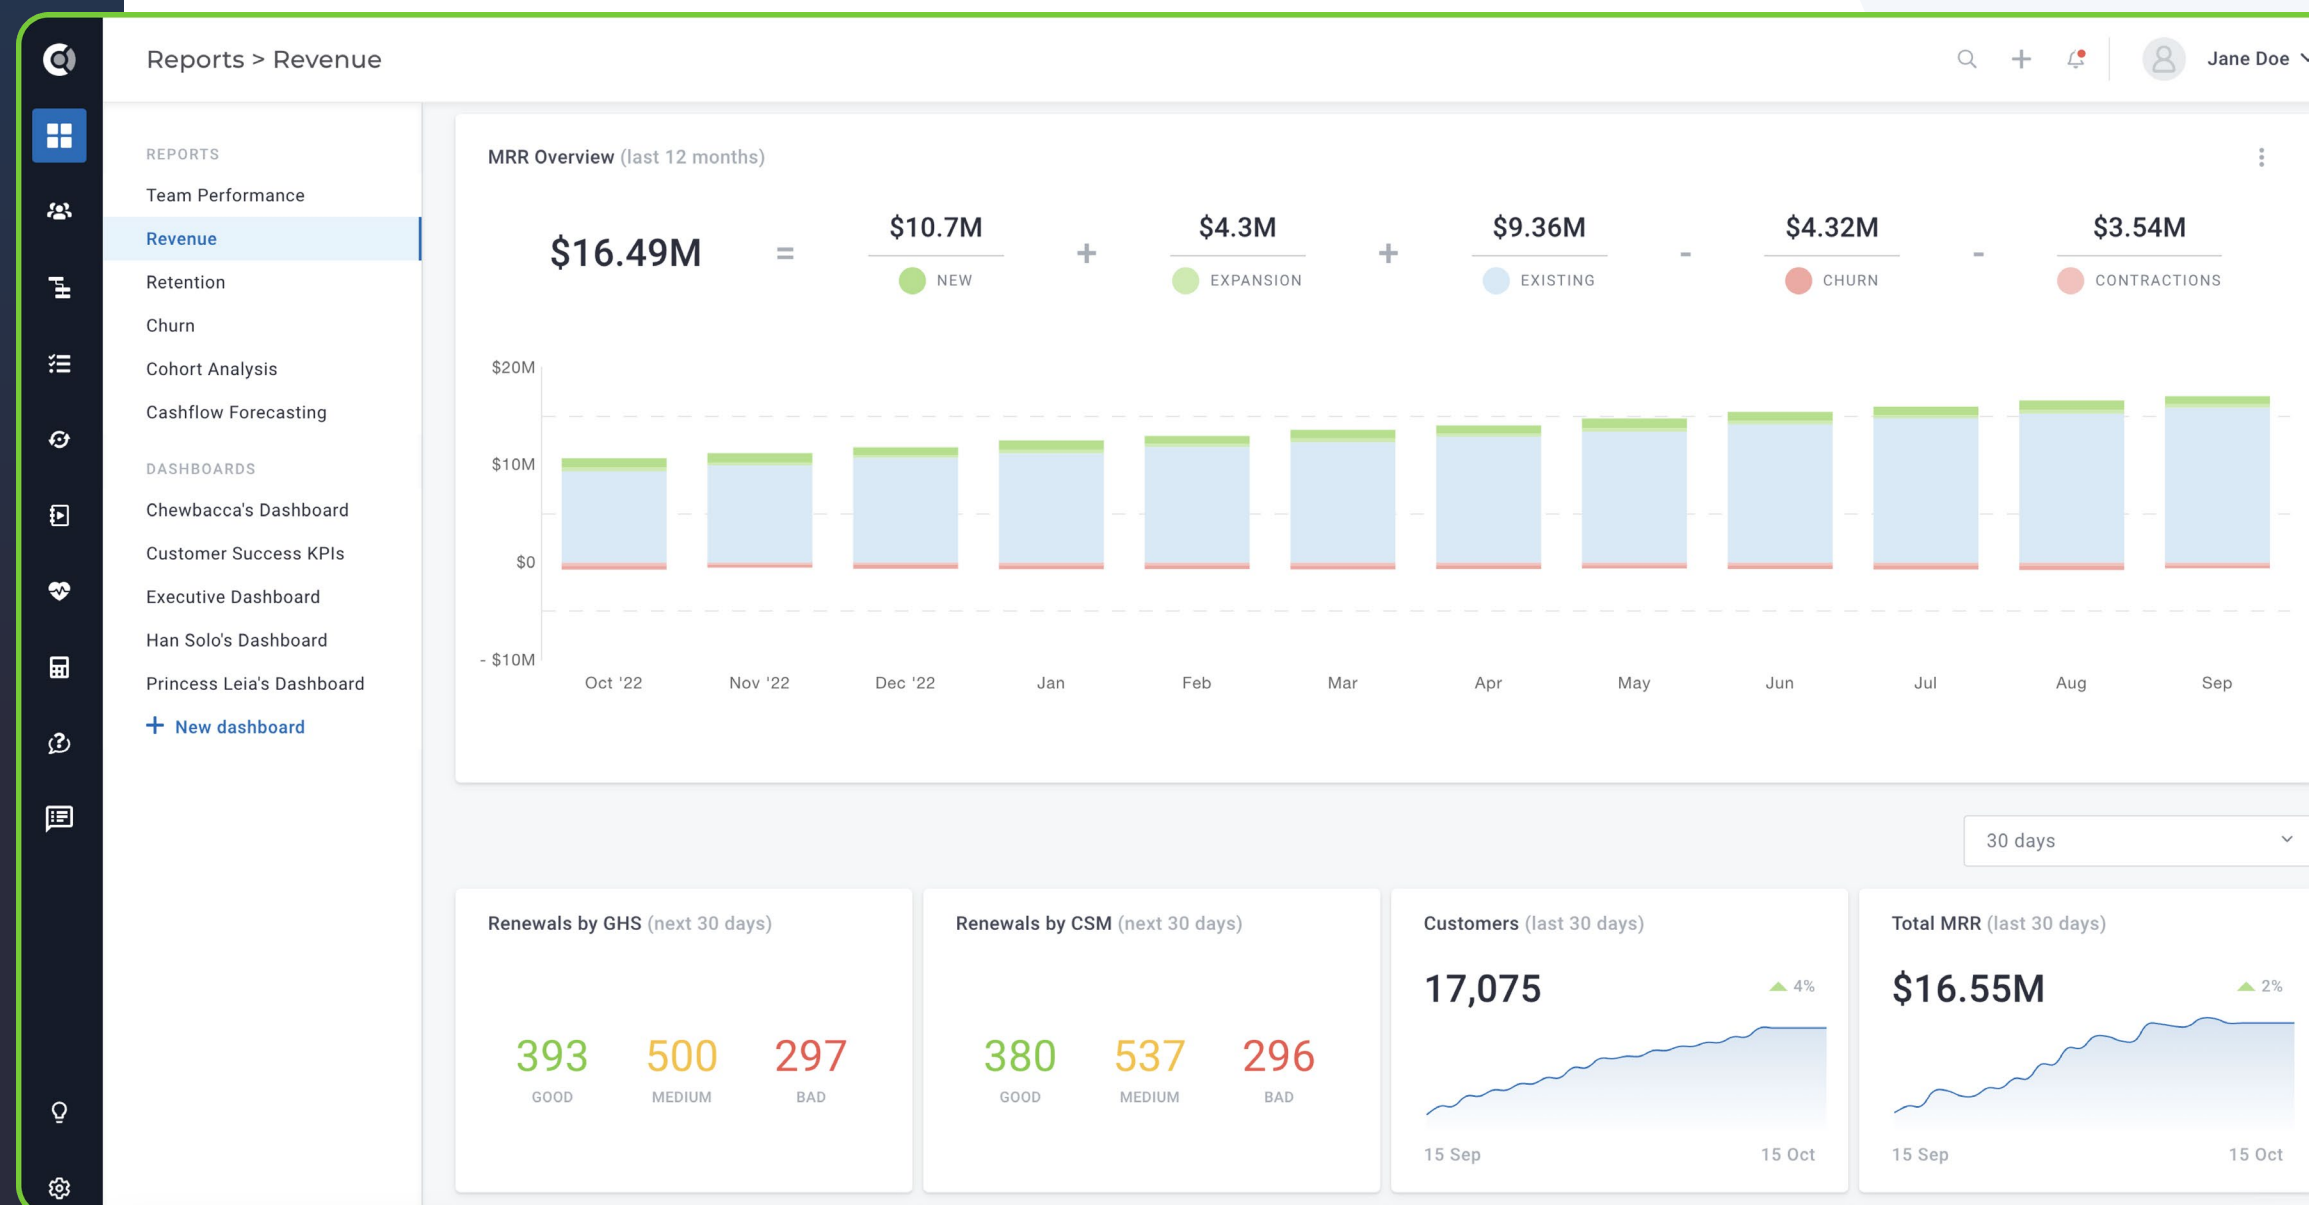 Reports > Revenue
Jane Doe
REPORTS
Team Performance
Revenue
Retention
Churn
Cohort Analysis
Cashflow Forecasting
DASHBOARDS
Chewbacca's Dashboard
Customer Success KPIs
Executive Dashboard
Han Solo's Dashboard
Princess Leia's Dashboard
+ New dashboard
MRR Overview (last 12 months)
$16.49M = $10.7M + $4.3M + $9.36M - $4.32M - $3.54M
NEW EXPANSION EXISTING CHURN CONTRACTIONS
$20M
$10M
$0
- $10M
Oct '22 Nov '22 Dec '22 Jan Feb Mar Apr May Jun Jul Aug Sep
30 days
Renewals by GHS (next 30 days)
393 500 297
GOOD MEDIUM BAD
Renewals by CSM (next 30 days)
380 537 296
GOOD MEDIUM BAD
Customers (last 30 days)
17,075 4%
15 Sep 15 Oct
Total MRR (last 30 days)
$16.55M 2%
15 Sep 15 Oct